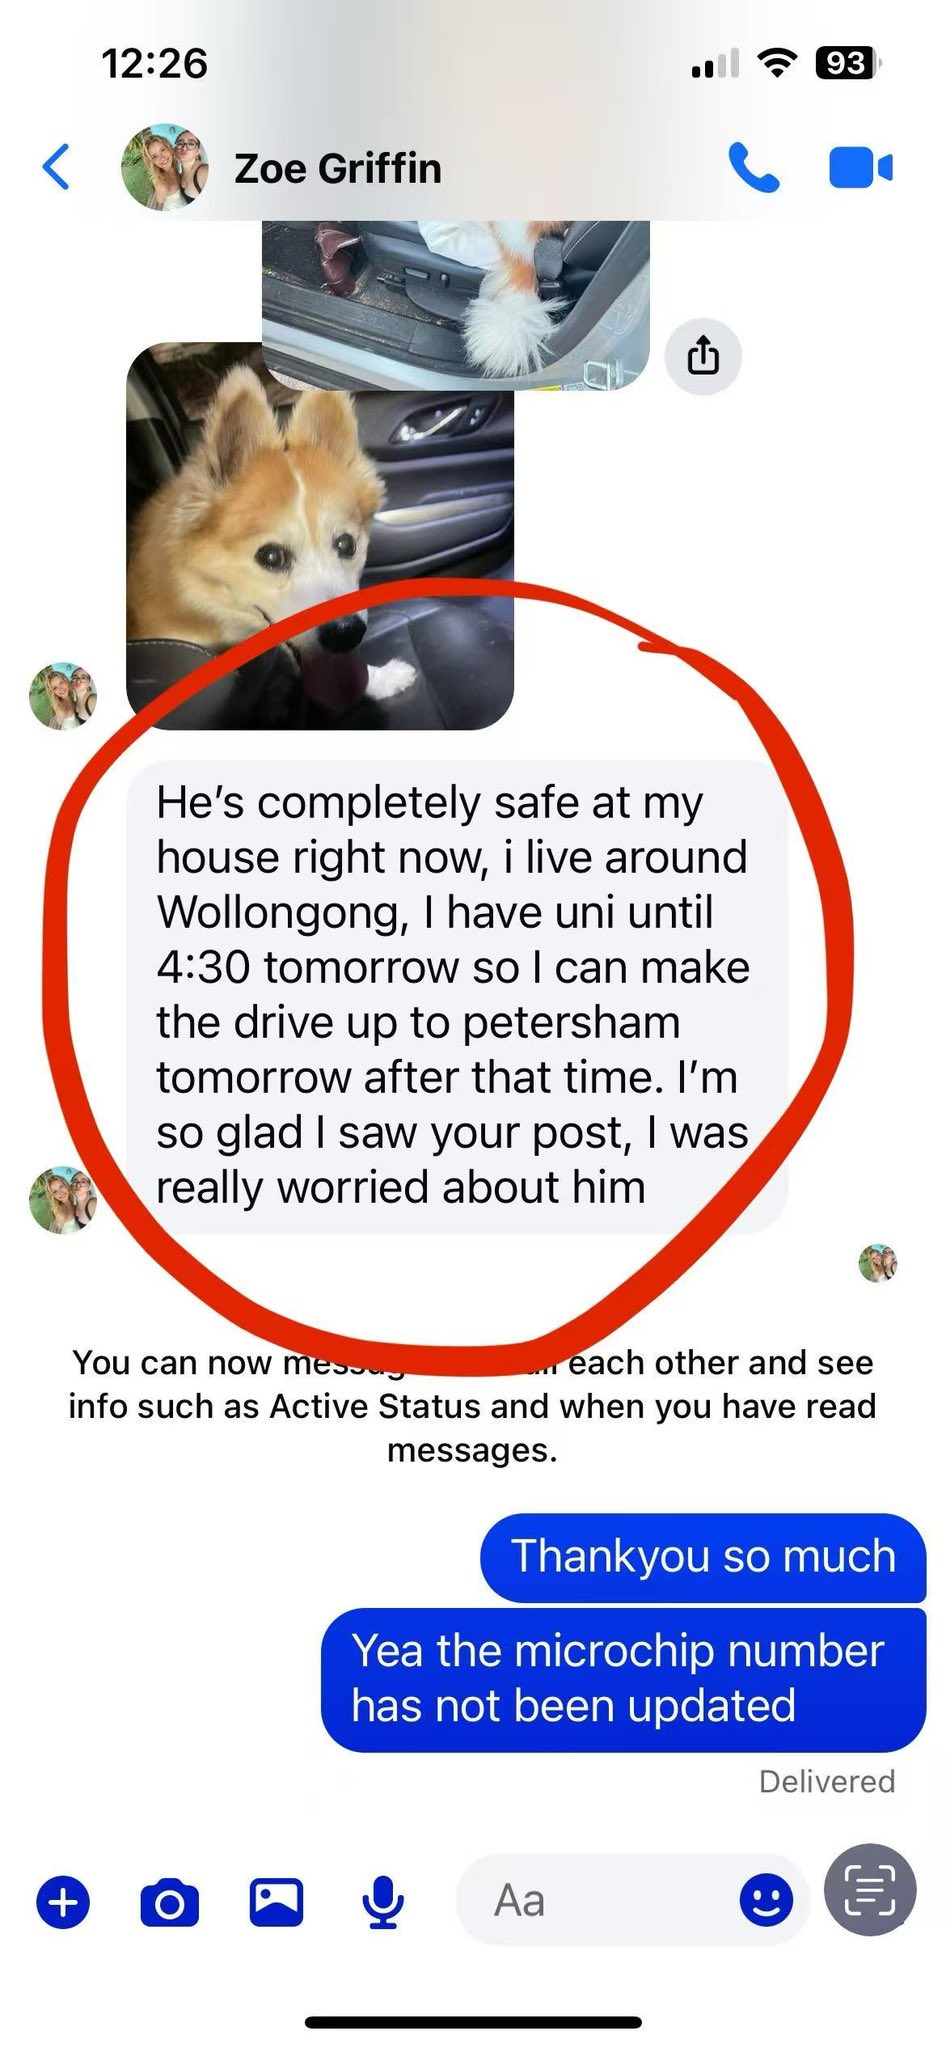 12:26
93
Zoe Griffin
He's completely safe at my
house right now, i live around
Wollongong, I have uni until
4:30 tomorrow so I can make
the drive up to petersham
tomorrow after that time. I'm
so glad I saw your post, I was
really worried about him
You can now each other and see
info such as Active Status and when you have read
messages.
Thankyou so much
Yea the microchip number
has not been updated
Delivered
Aa